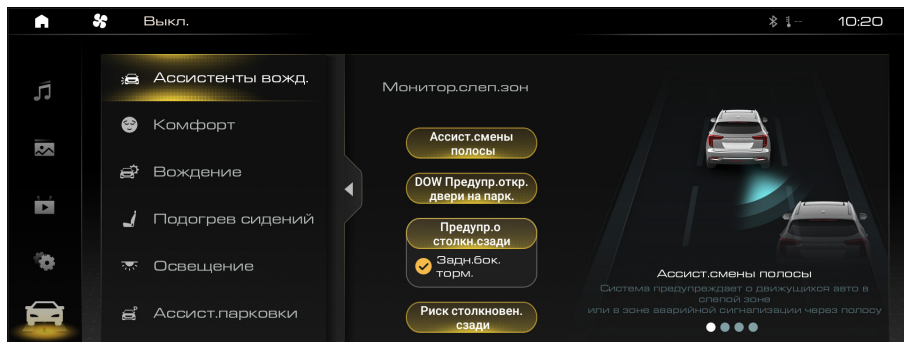 Выкл.
--
10:20
Ассистенты вожд.
Комфорт
Вождение
Подогрев сидений
Освещение
Ассист.парковки
Монитор.слеп.зон
Ассист.смены
полосы
DOW Предупр.откр.
двери на парк.
Предупр.о
столкн.сзади
Задн.бок.
торм.
Риск столкновен.
сзади
Ассист.смены полосы
Система предупреждает о движущихся авто в
слепой зоне
или в зоне аварийной сигнализации через полосу